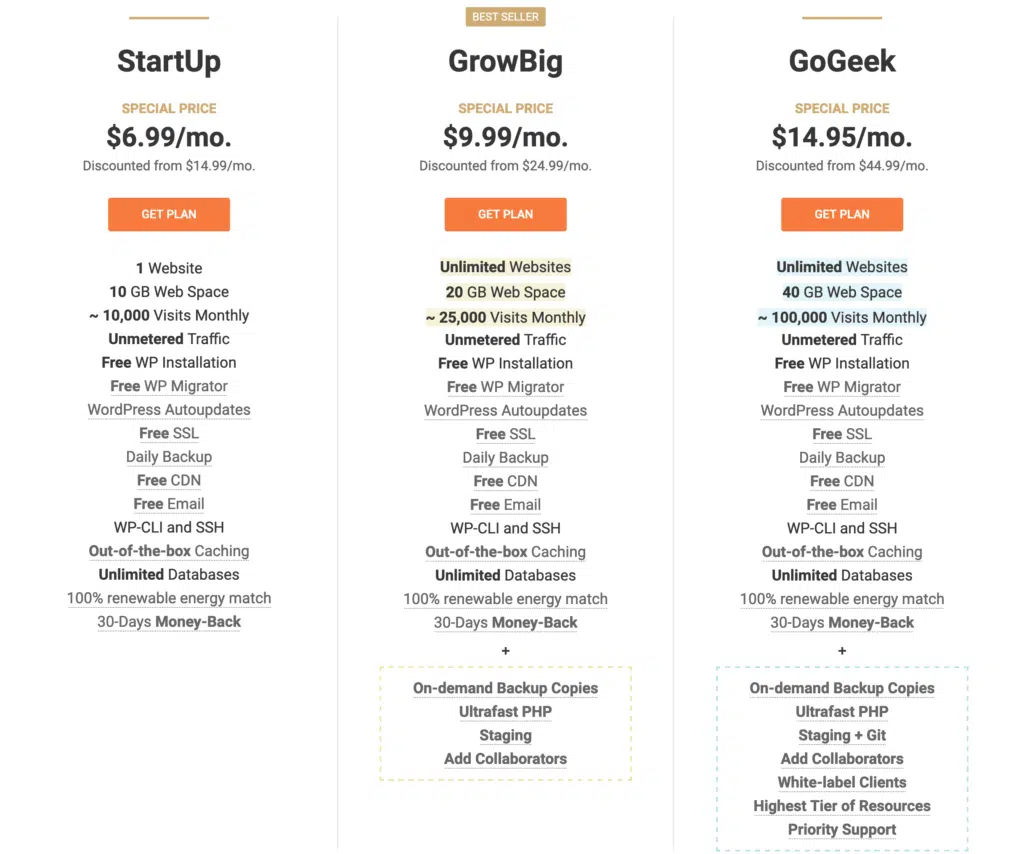 StartUp
SPECIAL PRICE
$6.99/mo.
Discounted from $14.99/mo.
GET PLAN
1 Website
10 GB Web Space
~ 10,000 Visits Monthly
Unmetered Traffic
Free WP Installation
Free WP Migrator
WordPress Autoupdates
Free SSL
Daily Backup
Free CDN
Free Email
WP-CLI and SSH
Out-of-the-box Caching
Unlimited Databases
100% renewable energy match
30-Days Money-Back
BEST SELLER
GrowBig
SPECIAL PRICE
$9.99/mo.
Discounted from $24.99/mo.
GET PLAN
Unlimited Websites
20 GB Web Space
~ 25,000 Visits Monthly
Unmetered Traffic
Free WP Installation
Free WP Migrator
WordPress Autoupdates
Free SSL
Daily Backup
Free CDN
Free Email
WP-CLI and SSH
Out-of-the-box Caching
Unlimited Databases
100% renewable energy match
30-Days Money-Back
+
On-demand Backup Copies
Ultrafast PHP
Staging
Add Collaborators
GoGeek
SPECIAL PRICE
$14.95/mo.
Discounted from $44.99/mo.
GET PLAN
Unlimited Websites
40 GB Web Space
~ 100,000 Visits Monthly
Unmetered Traffic
Free WP Installation
Free WP Migrator
WordPress Autoupdates
Free SSL
Daily Backup
Free CDN
Free Email
WP-CLI and SSH
Out-of-the-box Caching
Unlimited Databases
100% renewable energy match
30-Days Money-Back
+
On-demand Backup Copies
Ultrafast PHP
Staging + Git
Add Collaborators
White-label Clients
Highest Tier of Resources
Priority Support